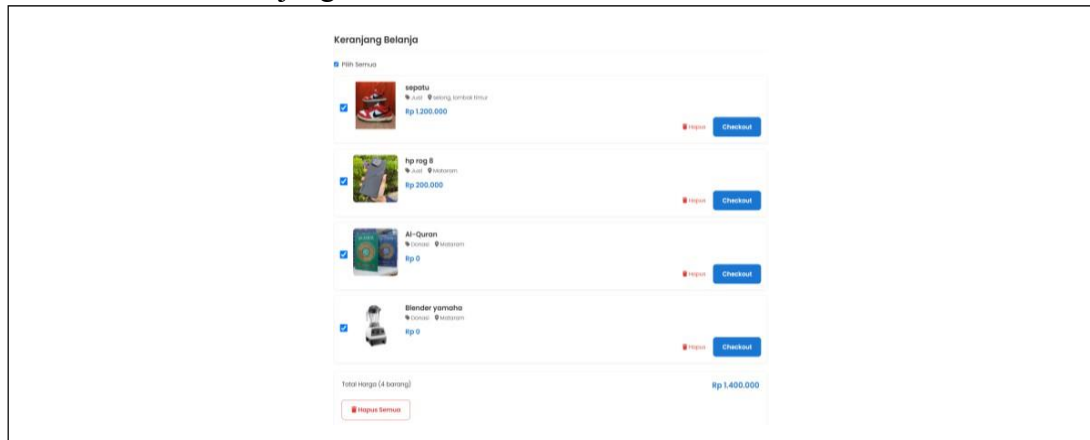 Keranjang Belanja
Pilih Semua
sepatu
Jual selong, lombok timur
Rp 1.200.000
Hapus Checkout
hp rog 8
Jual Mataram
Rp 200.000
Hapus Checkout
Al-Quran
Donasi Mataram
Rp 0
Hapus Checkout
Blender yamaha
Donasi Mataram
Rp 0
Hapus Checkout
Total Harga (4 barang) Rp 1.400.000
Hapus Semua